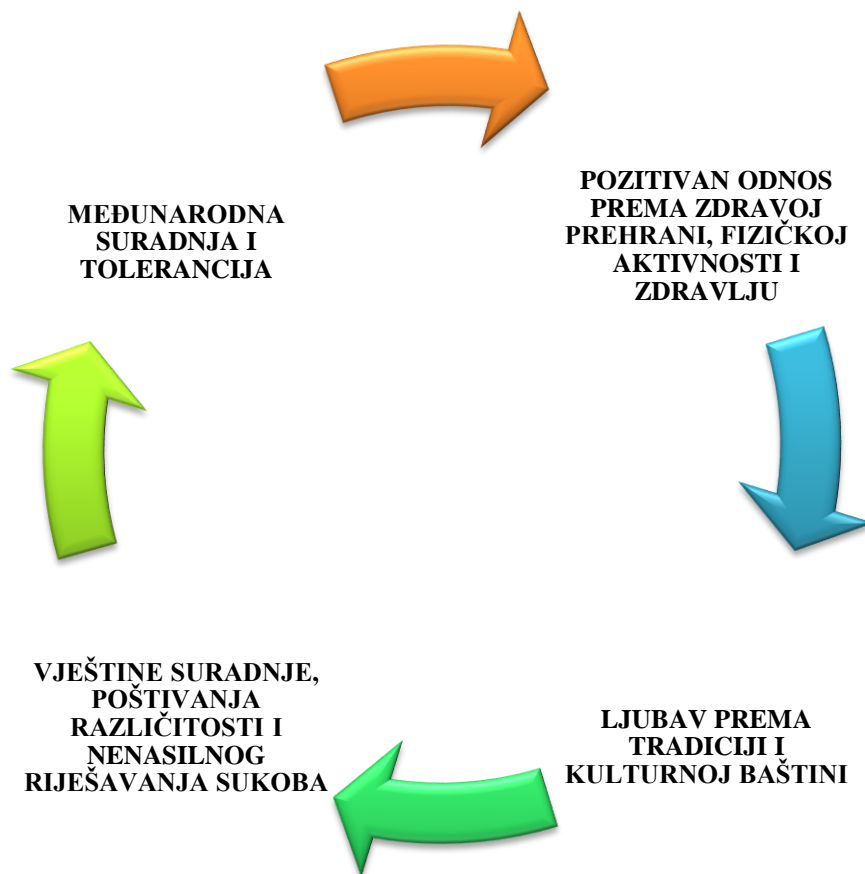 MEĐUNARODNA
SURADNJA I
TOLERANCIJA
POZITIVAN ODNOS
PREMA ZDRAVOJ
PREHRANI, FIZIČKOJ
AKTIVNOSTI I
ZDRAVLJU
VJEŠTINE SURADNJE,
POŠTIVANJA
RAZLIČITOSTI I
NENASILNOG
RIJEŠAVANJA SUKOBA
LJUBAV PREMA
TRADICIJI I
KULTURNOJ BAŠTINI